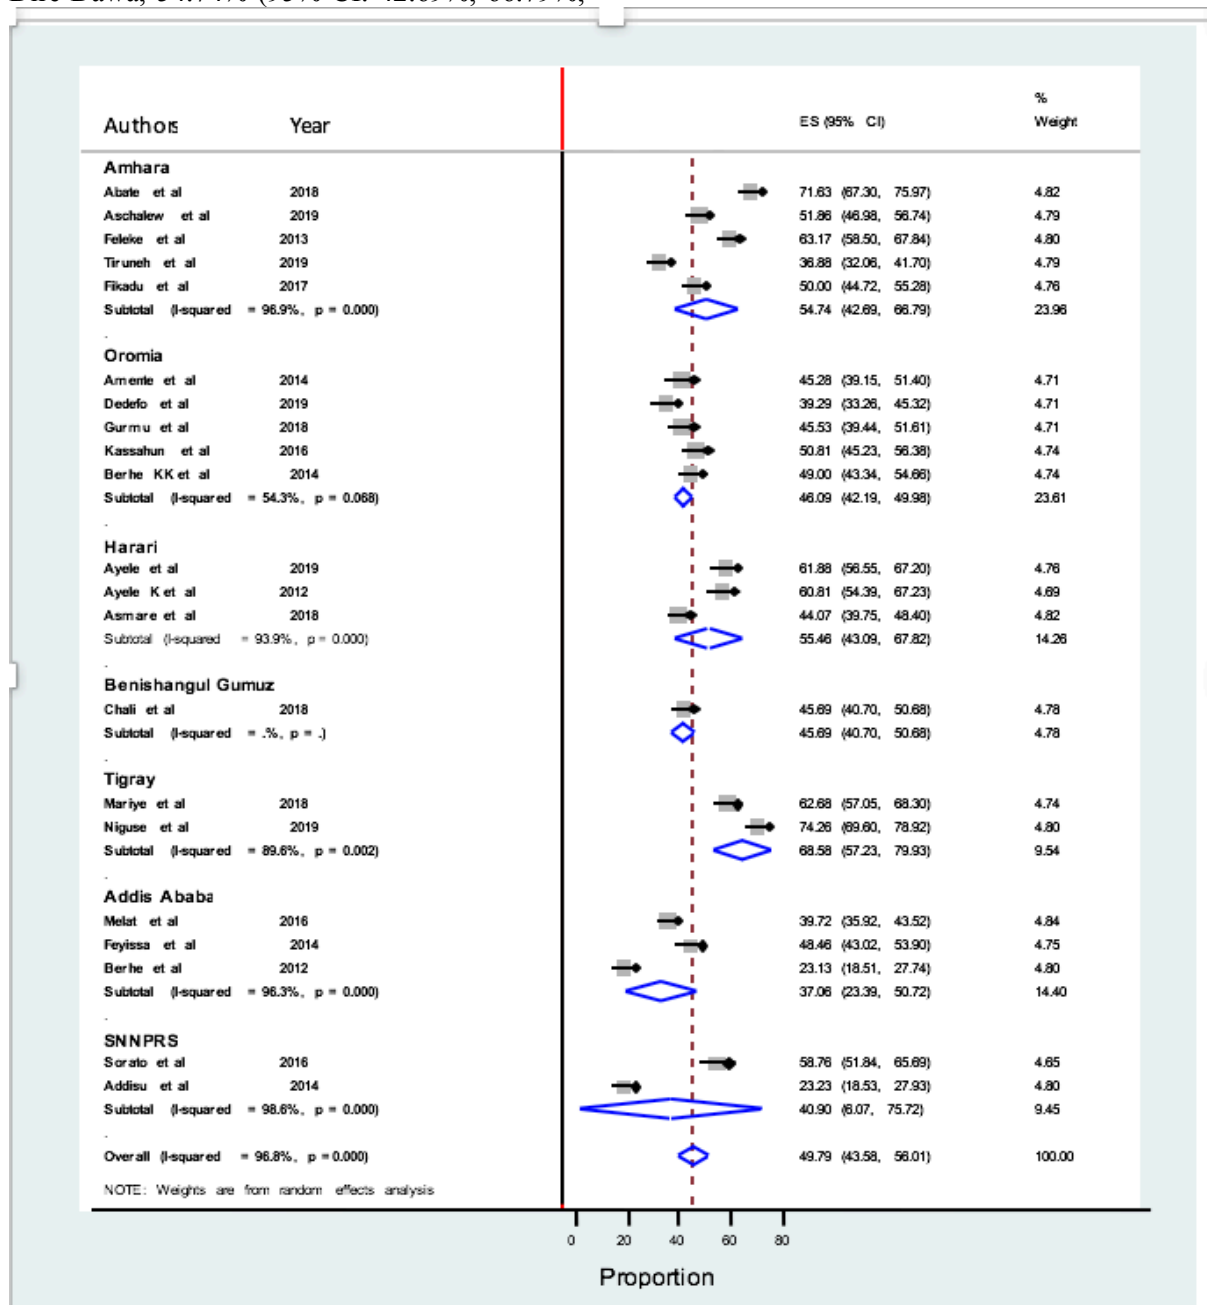 Dire Dawa, 54.74% (95% CI: 42.69%, 66.79%,
%
Authors Year ES (95% CI) Weight
Amhara
Abate et al 2018 71.63 (67.30, 75.97) 4.82
Aschalew et al 2019 51.86 (46.98, 56.74) 4.79
Feleke et al 2013 63.17 (58.50, 67.84) 4.80
Tiruneh et al 2019 36.88 (32.06, 41.70) 4.79
Fikadu et al 2017 50.00 (44.72, 55.28) 4.76
Subtotal (I-squared = 96.9%, p = 0.000) 54.74 (42.69, 66.79) 23.96
.
Oromia
Amente et al 2014 45.28 (39.15, 51.40) 4.71
Dedefo et al 2019 39.29 (33.26, 45.32) 4.71
Gurmu et al 2018 45.53 (39.44, 51.61) 4.71
Kassahun et al 2016 50.81 (45.23, 56.38) 4.74
Berhe KK et al 2014 49.00 (43.34, 54.66) 4.74
Subtotal (I-squared = 54.3%, p = 0.068) 46.09 (42.19, 49.98) 23.61
.
Harari
Ayele et al 2019 61.88 (56.55, 67.20) 4.76
Ayele K et al 2012 60.81 (54.39, 67.23) 4.69
Asmare et al 2018 44.07 (39.75, 48.40) 4.82
Subtotal (I-squared = 93.9%, p = 0.000) 55.46 (43.09, 67.82) 14.26
.
Benishangul Gumuz
Chali et al 2018 45.69 (40.70, 50.68) 4.78
Subtotal (I-squared = .%, p = .) 45.69 (40.70, 50.68) 4.78
.
Tigray
Mariye et al 2018 62.68 (57.05, 68.30) 4.74
Niguse et al 2019 74.26 (69.60, 78.92) 4.80
Subtotal (I-squared = 89.6%, p = 0.002) 68.58 (57.23, 79.93) 9.54
.
Addis Ababa
Melat et al 2016 39.72 (35.92, 43.52) 4.84
Feyissa et al 2014 48.46 (43.02, 53.90) 4.75
Berhe et al 2012 23.13 (18.51, 27.74) 4.80
Subtotal (I-squared = 96.3%, p = 0.000) 37.06 (23.39, 50.72) 14.40
.
SNNPRS
Sorato et al 2016 58.76 (51.84, 65.69) 4.65
Addisu et al 2014 23.23 (18.53, 27.93) 4.80
Subtotal (I-squared = 98.6%, p = 0.000) 40.90 (6.07, 75.72) 9.45
.
Overall (I-squared = 96.8%, p = 0.000) 49.79 (43.58, 56.01) 100.00
NOTE: Weights are from random effects analysis
0 20 40 60 80
Proportion